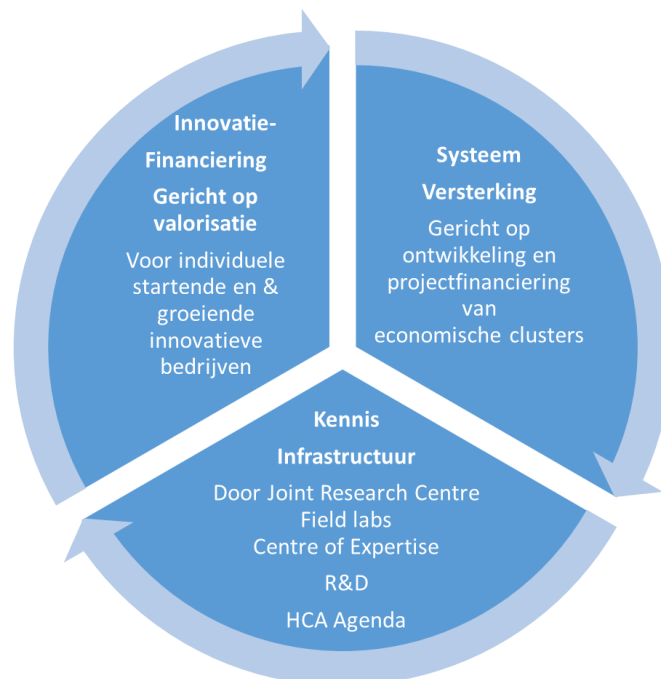 Innovatie-
Financiering
Gericht op
valorisatie
Voor individuele
startende en &
groeiende
innovatieve
bedrijven
Systeem
Versterking
Gericht op
ontwikkeling en
projectfinanciering
van
economische clusters
Kennis
Infrastructuur
Door Joint Research Centre
Field labs
Centre of Expertise
R&D
HCA Agenda